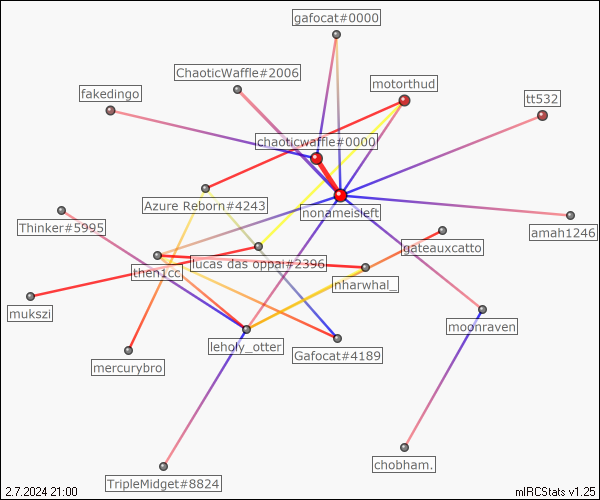 gafocat#0000
ChaoticWaffle#2006
motorthud
fakedingo
tt532
chaoticwaffle#0000
Azure Reborn#4243
nonameisleft
Thinker#5995
amah1246
gateauxcatto
lucas das oppai#2396
then1cc
nharwhal_
mukszi
moonraven
leholy_otter
Gafocat#4189
mercurybro
chobham.
TripleMidget#8824
2.7.2024 21:00
mIRCStats v1.25